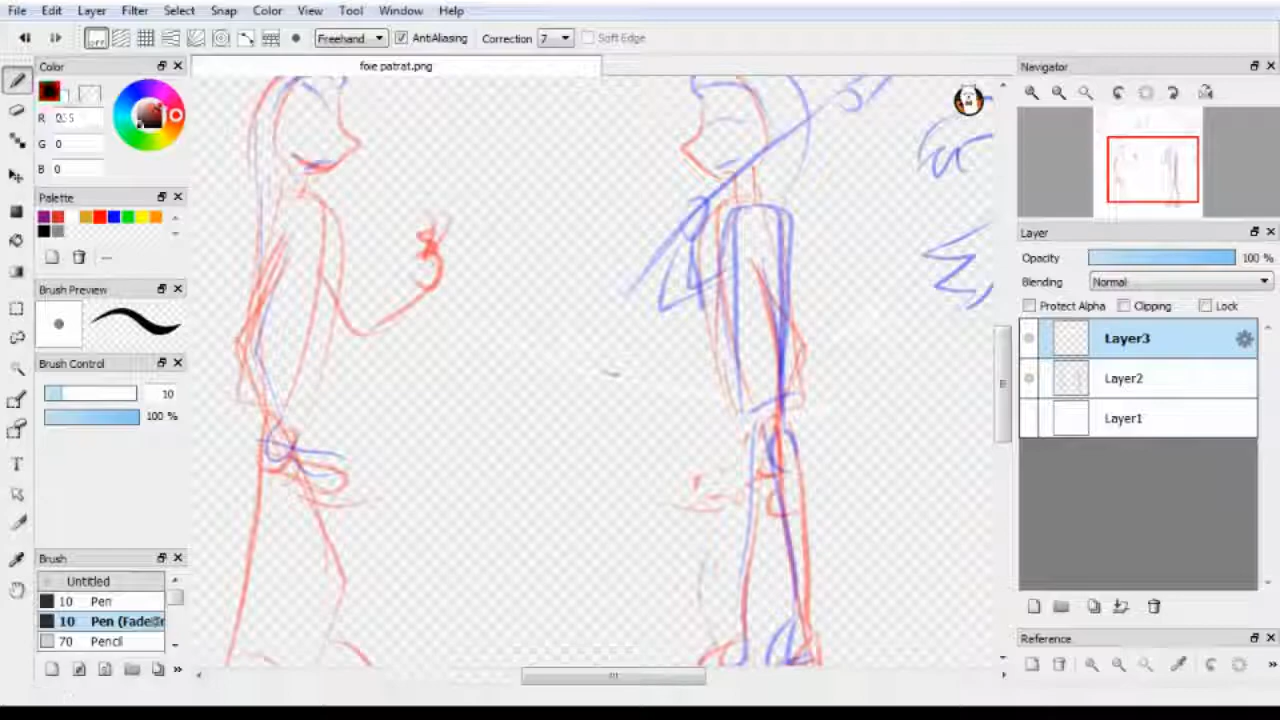 File Edit Layer Filter Select Snap Color View Tool Window Help
OFF Freehand AntiAliasing Correction 7 Soft Edge
Color
foie patrat.png
Navigator
R
G 0
B 0
Palette
Layer
Opacity 100 %
Blending Normal
Protect Alpha Clipping Lock
Brush Preview
Layer3
Brush Control
Layer2
10
100 %
Layer1
Brush
Untitled
10 Pen
10 Pen
70 Pencil
Reference